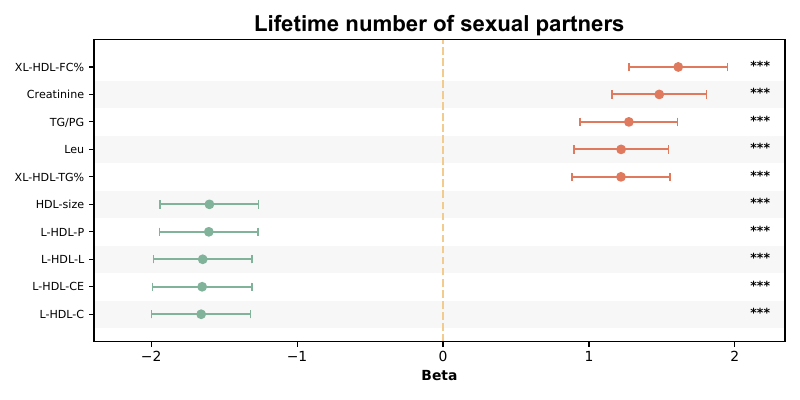 Lifetime number of sexual partners
XL-HDL-FC% ***
Creatinine ***
TG/PG ***
Leu ***
XL-HDL-TG% ***
HDL-size ***
L-HDL-P ***
L-HDL-L ***
L-HDL-CE ***
L-HDL-C ***
−2 −1 0 1 2
Beta